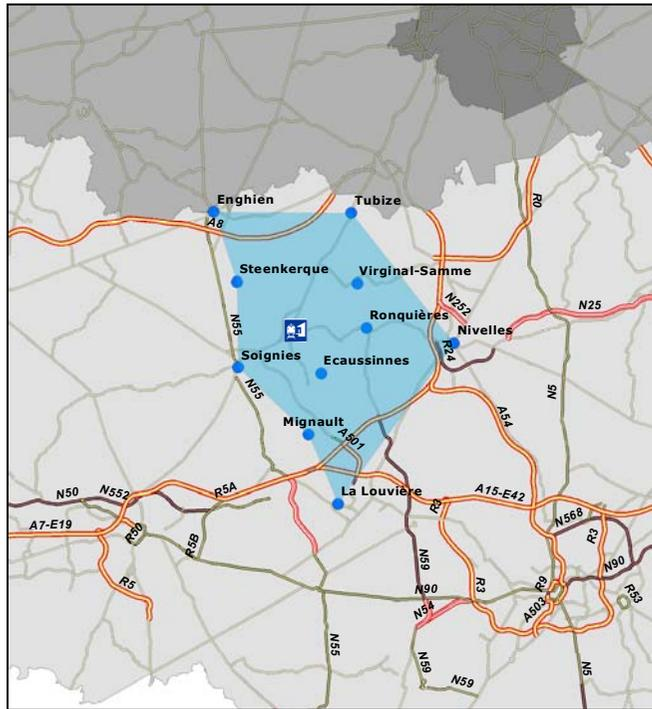 Enghien
Tubize
A8
R0
Steenkerque
Virginal-Samme
N252
N25
Ronquières
N55
Nivelles
R24
Soignies
Ecaussinnes
N5
N55
A54
Mignault
A501
N50
N552
R5A
La Louvière
A15-E42
R3
N568
A7-E19
R50
R5B
R3
N59
N90
R5
R3
R9
N90
A503
R53
N54
N55
N59
N59
N5